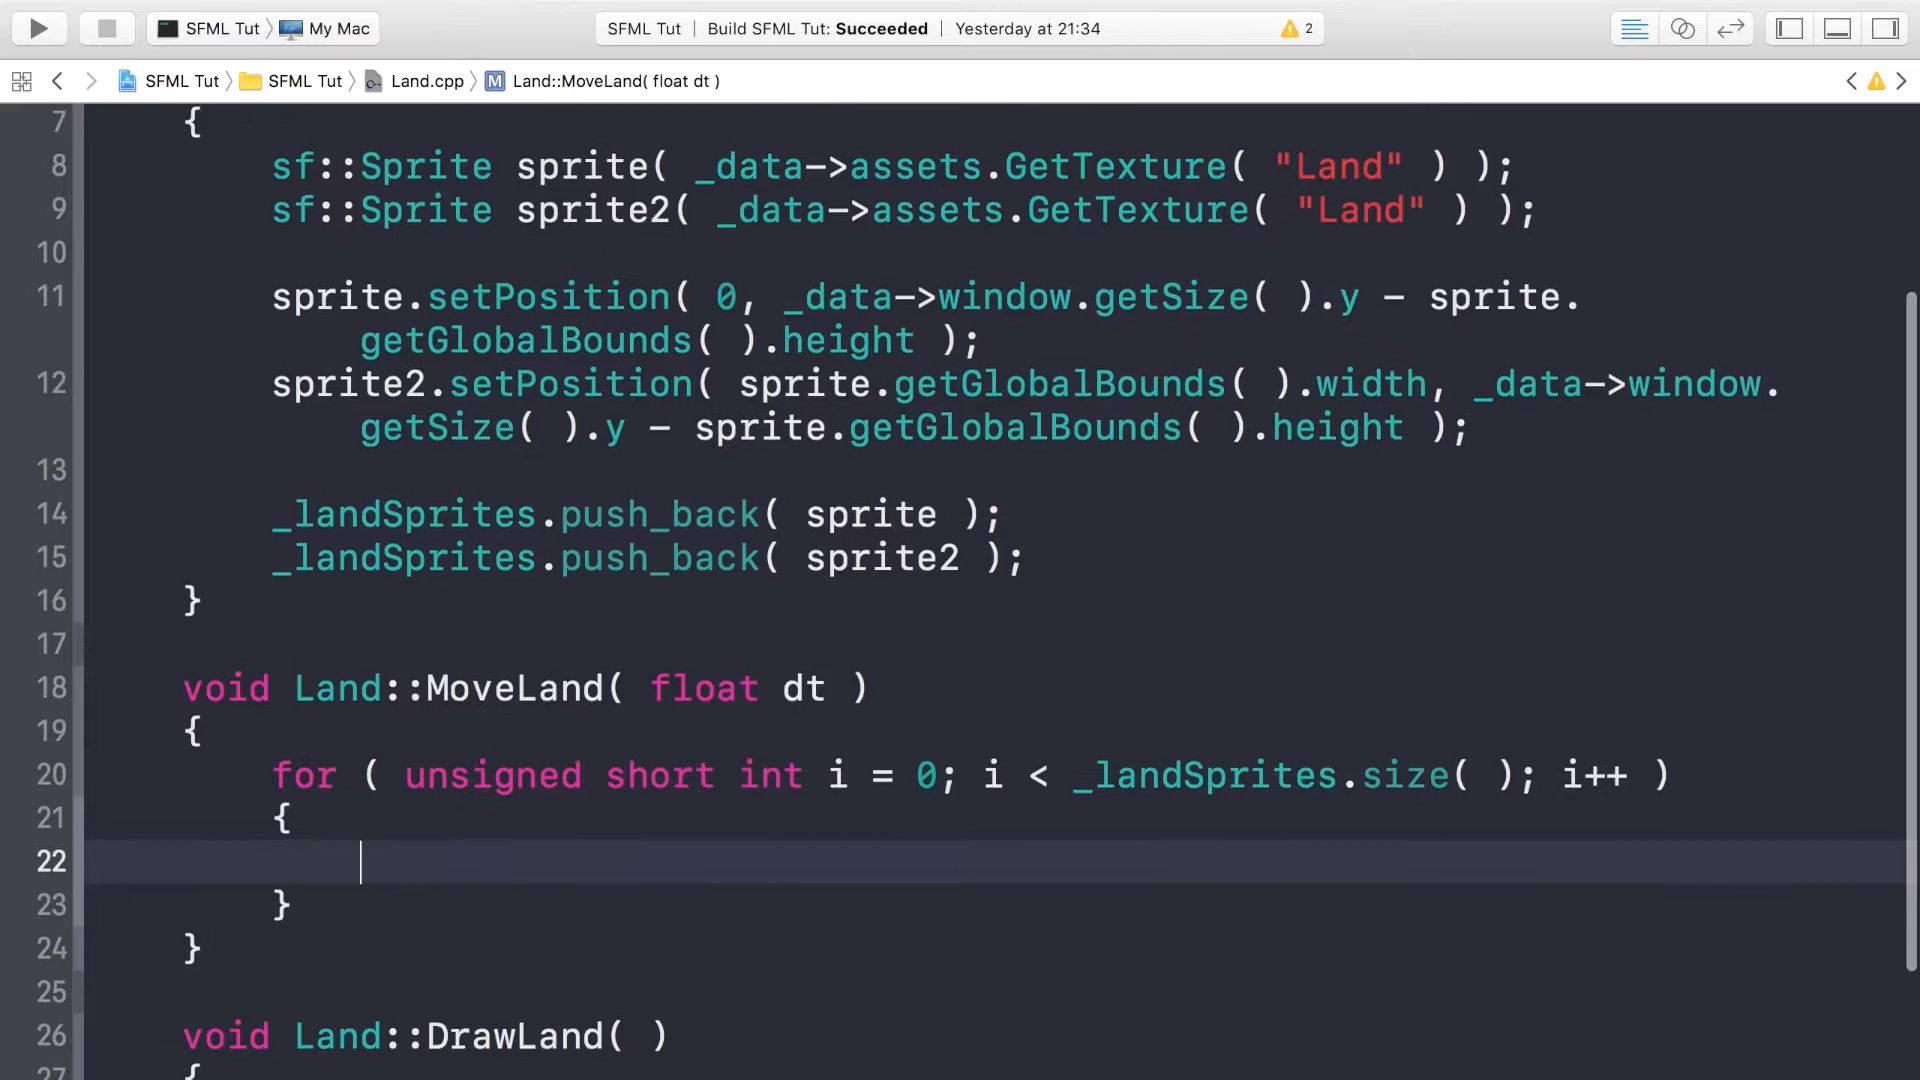 SFML Tut My Mac SFML Tut Build SFML Tut: Succeeded Yesterday at 21:34 2
SFML Tut SFML Tut Land.cpp M Land::MoveLand( float dt )
7 {
8 sf::Sprite sprite( _data->assets.GetTexture( "Land" ) );
9 sf::Sprite sprite2( _data->assets.GetTexture( "Land" ) );
10
11 sprite.setPosition( 0, _data->window.getSize( ).y - sprite.
getGlobalBounds( ).height );
12 sprite2.setPosition( sprite.getGlobalBounds( ).width, _data->window.
getSize( ).y - sprite.getGlobalBounds( ).height );
13
14 _landSprites.push_back( sprite );
15 _landSprites.push_back( sprite2 );
16 }
17
18 void Land::MoveLand( float dt )
19 {
20 for ( unsigned short int i = 0; i < _landSprites.size( ); i++ )
21 {
22
23 }
24 }
25
26 void Land::DrawLand( )
27 {